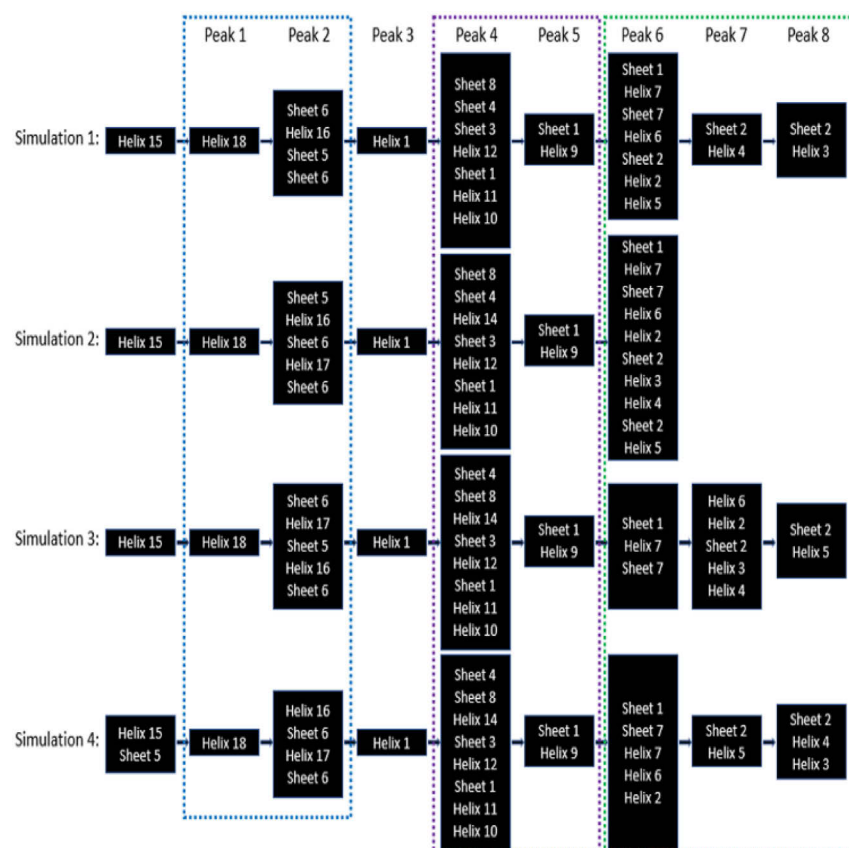 Peak 1
Peak 2
Peak 3
Peak 4
Peak 5
Peak 6
Peak 7
Peak 8
Simulation 1:
Helix 15
Helix 18
Sheet 6
Helix 16
Sheet 5
Sheet 6
Helix 1
Sheet 8
Sheet 4
Sheet 3
Helix 12
Sheet 1
Helix 11
Helix 10
Sheet 1
Helix 9
Sheet 1
Helix 7
Sheet 7
Helix 6
Sheet 2
Helix 2
Helix 5
Sheet 2
Helix 4
Sheet 2
Helix 3
Simulation 2:
Helix 15
Helix 18
Sheet 5
Helix 16
Sheet 6
Helix 17
Sheet 6
Helix 1
Sheet 8
Sheet 4
Helix 14
Sheet 3
Helix 12
Sheet 1
Helix 11
Helix 10
Sheet 1
Helix 9
Sheet 1
Helix 7
Sheet 7
Helix 6
Helix 2
Sheet 2
Helix 3
Helix 4
Sheet 2
Helix 5
Simulation 3:
Helix 15
Helix 18
Sheet 6
Helix 17
Sheet 5
Helix 16
Sheet 6
Helix 1
Sheet 4
Sheet 8
Helix 14
Sheet 3
Helix 12
Sheet 1
Helix 11
Helix 10
Sheet 1
Helix 9
Sheet 1
Helix 7
Sheet 7
Helix 6
Helix 2
Sheet 2
Helix 3
Helix 4
Sheet 2
Helix 5
Simulation 4:
Helix 15
Sheet 5
Helix 18
Helix 16
Sheet 6
Helix 17
Sheet 6
Helix 1
Sheet 4
Sheet 8
Helix 14
Sheet 3
Helix 12
Sheet 1
Helix 11
Helix 10
Sheet 1
Helix 9
Sheet 1
Sheet 7
Helix 7
Helix 6
Helix 2
Sheet 2
Helix 5
Sheet 2
Helix 4
Helix 3